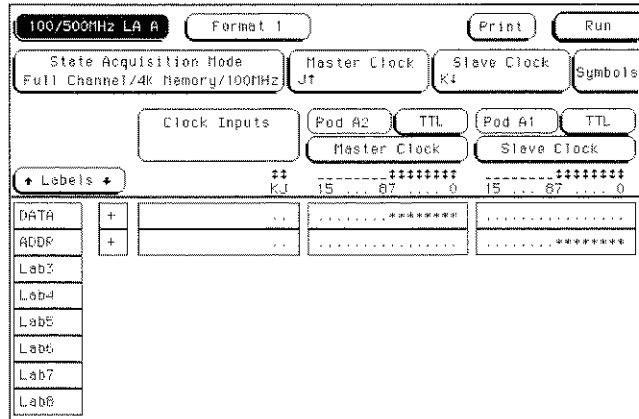 100/500MHz LA A Format 1 Print Run
State Acquisition Mode Master Clock Slave Clock Symbols
Full Channel/4K Memory/100MHz J↑ K↓
Clock Inputs Pod A2 TTL Pod A1 TTL
Master Clock Slave Clock
↑ Labels ↓ ↕↕ ________↕↕↕↕↕↕↕↕ ________↕↕↕↕↕↕↕↕
KJ 15 ... 87 .... 0 15 ... 87 .... 0
DATA + .. ........******** ................
ADDR + .. ................ ........********
Lab3
Lab4
Lab5
Lab6
Lab7
Lab8